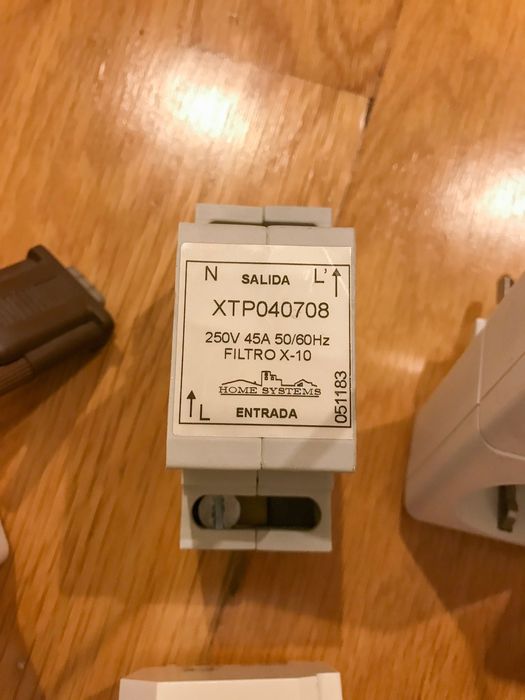 N SALIDA L'
XTP040708
250V 45A 50/60Hz
FILTRO X-10
HOME SYSTEMS
L ENTRADA
051183